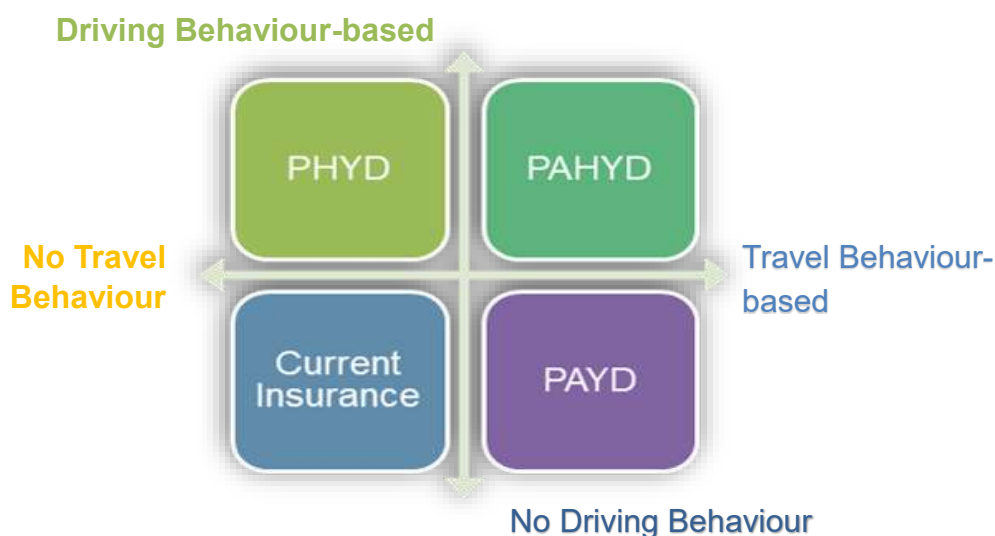 Driving Behaviour-based
PHYD
PAHYD
No Travel
Behaviour
Travel Behaviour-
based
Current
Insurance
PAYD
No Driving Behaviour